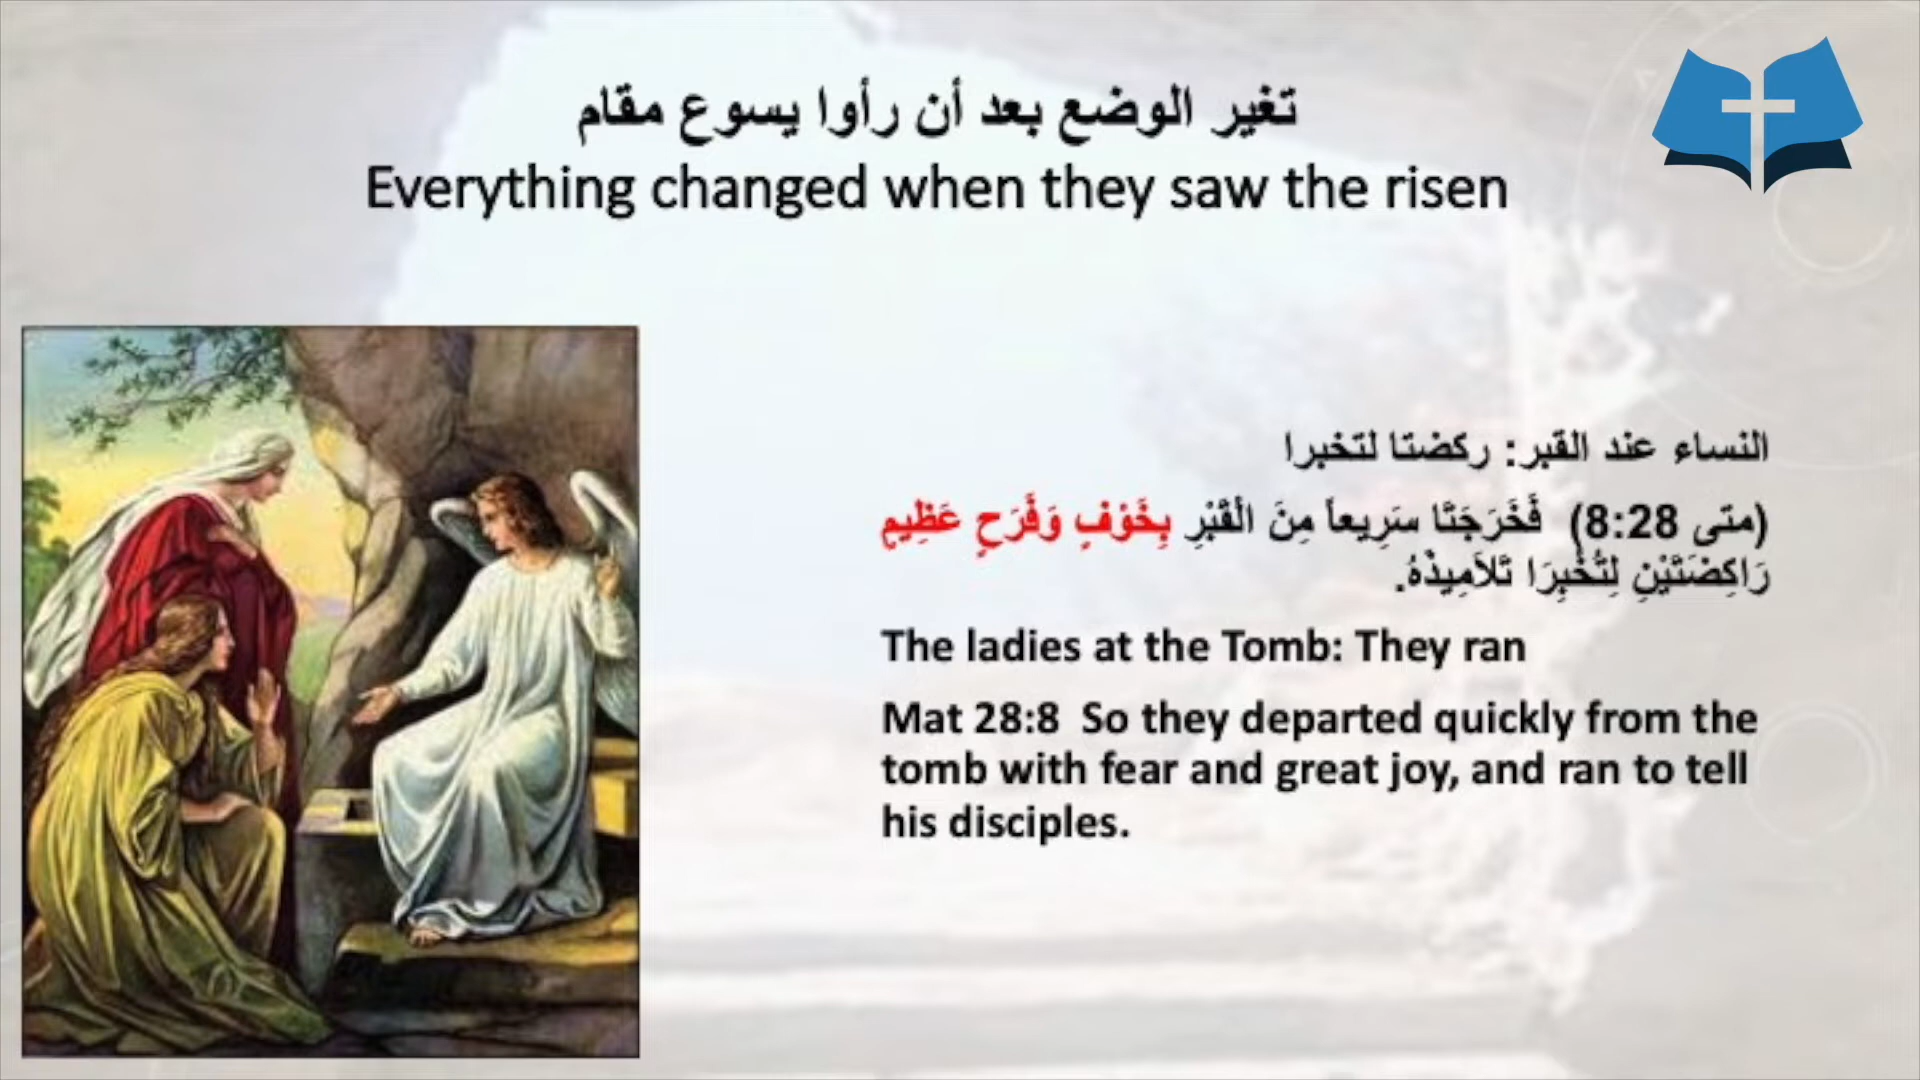 تغير الوضع بعد أن رأوا يسوع مقام
Everything changed when they saw the risen
النساء عند القبر: ركضتا لتخبرا
(متى 8:28) فَخَرَجَتَا سَرِيعاً مِنَ الْقَبْرِ بِخَوْفٍ وَفَرَحٍ عَظِيمٍ
رَاكِضَتَيْنِ لِتُخْبِرَا تَلاَمِيذَهُ.
The ladies at the Tomb: They ran
Mat 28:8 So they departed quickly from the
tomb with fear and great joy, and ran to tell
his disciples.